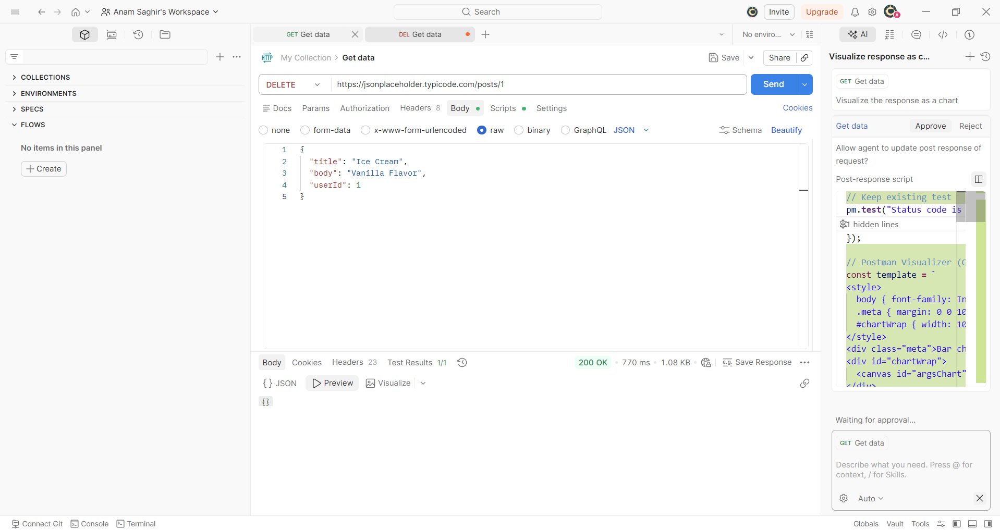 Anam Saghir's Workspace
Search
Invite
Upgrade
A
GET Get data
DEL Get data
No enviro...
AI
My Collection > Get data
Save
Share
Visualize response as c...
COLLECTIONS
ENVIRONMENTS
SPECS
FLOWS
No items in this panel
Create
HTTP
DELETE
https://jsonplaceholder.typicode.com/posts/1
Send
Docs Params Authorization Headers 8 Body Scripts Settings
Cookies
none form-data x-www-form-urlencoded raw binary GraphQL JSON
Schema Beautify
1 {
2 "title": "Ice Cream",
3 "body": "Vanilla Flavor",
4 "userId": 1
5 }
Body Cookies Headers 23 Test Results 1/1
200 OK 770 ms 1.08 KB
e.g. Save Response
{} JSON Preview Visualize
{}
GET Get data
Visualize the response as a chart
Get data Approve Reject
Allow agent to update post response of
request?
Post-response script
// Keep existing test
pm.test("Status code is
1 hidden lines
});
// Postman Visualizer (C
const template = `
<style>
body { font-family: In
.meta { margin: 0 0 10
#chartWrap { width: 10
</style>
<div class="meta">Bar ch
<div id="chartWrap">
<canvas id="argsChart"
</div>
Waiting for approval...
GET Get data
Describe what you need. Press @ for
context, / for Skills.
Auto
Connect Git Console Terminal
Globals Vault Tools